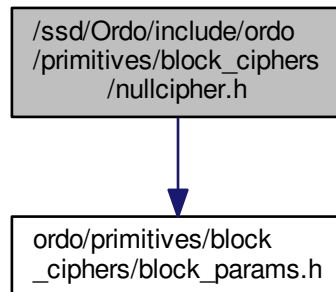 /ssd/Ordo/include/ordo
/primitives/block_ciphers
/nullcipher.h
ordo/primitives/block
_ciphers/block_params.h